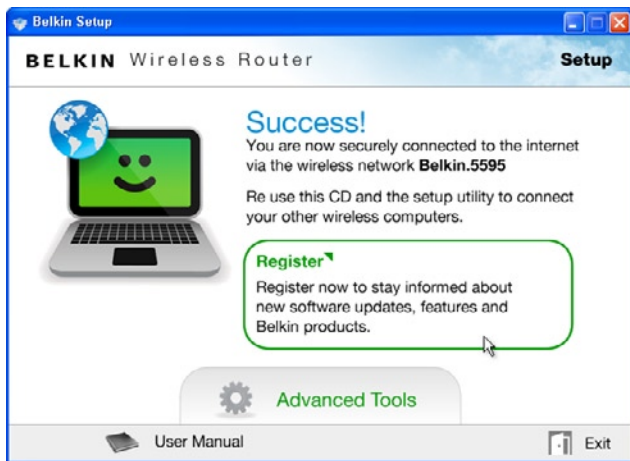 Belkin Setup
BELKIN Wireless Router
Setup
Success!
You are now securely connected to the internet
via the wireless network Belkin.5595
Re use this CD and the setup utility to connect
your other wireless computers.
Register
Register now to stay informed about
new software updates, features and
Belkin products.
Advanced Tools
User Manual
Exit